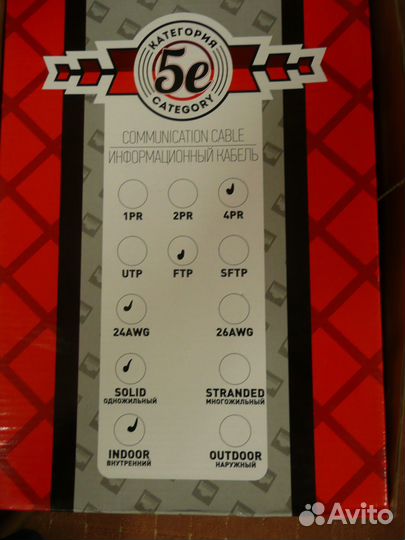 КАТЕГОРИЯ
5e
CATEGORY
COMMUNICATION CABLE
ИНФОРМАЦИОННЫЙ КАБЕЛЬ
1PR 2PR 4PR
UTP FTP SFTP
24AWG 26AWG
SOLID STRANDED
ОДНОЖИЛЬНЫЙ МНОГОЖИЛЬНЫЙ
INDOOR OUTDOOR
ВНУТРЕННИЙ НАРУЖНЫЙ
Avito